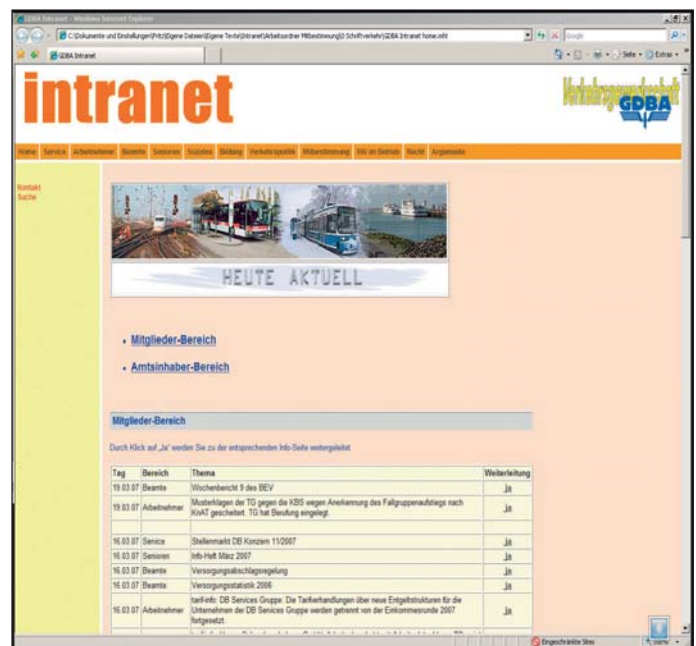 GDBA Intranet - Windows Internet Explorer
C:\Dokumente und Einstellungen\Fritz\Eigene Dateien\Eigene Texte\Intranet\Arbeitsordner Mitbestimmung\0 Schriftverkehr\GDBA Intranet home.mht
Google
GDBA Intranet
Seite
Extras
intranet
Verkehrsgewerkschaft
GDBA
Home Service Arbeitnehmer Beamte Senioren Soziales Bildung Verkehrspolitik Mitbestimmung Recht
Kontakt
Suche
HEUTE AKTUELL
• Mitglieder-Bereich
• Amtsinhaber-Bereich
Mitglieder-Bereich
Durch Klick auf „Ja' werden Sie zu der entsprechenden Info-Seite weitergeleitet
Tag Bereich Thema Weiterleitung
19.03.07 Beamte Wochenbericht 9 des BEV Ja
19.03.07 Arbeitnehmer Musterklagen der TG gegen die KBS wegen Anerkennung des Fallgruppenaufstiegs nach
KnAT gescheitert. TG hat Berufung eingelegt. Ja
16.03.07 Service Stellenmarkt DB Konzern 11/2007 Ja
16.03.07 Senioren Info-Heft März 2007 Ja
16.03.07 Beamte Versorgungsabschlagsregelung Ja
16.03.07 Beamte Versorgungsstatistik 2006 Ja
16.03.07 Arbeitnehmer tarif-info: DB Services Gruppe: Die Tarifverhandlungen über neue Entgeltstrukturen für die
Unternehmen der DB Services Gruppe werden getrennt von der Einkommensrunde 2007
fortgesetzt. Ja
Eingeschränkte Sites